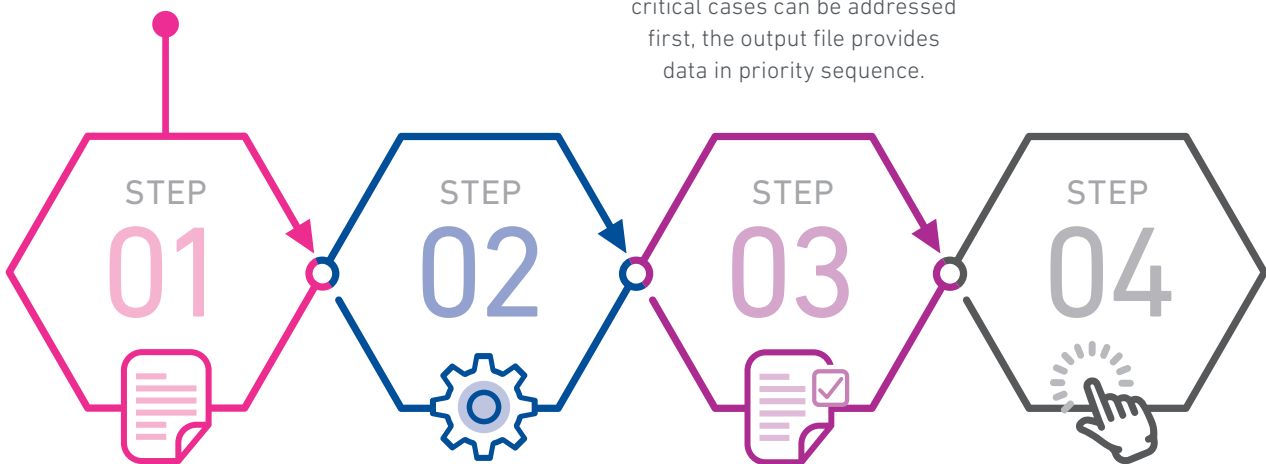 critical cases can be addressed
first, the output file provides
data in priority sequence.
STEP
01
STEP
02
STEP
03
STEP
04